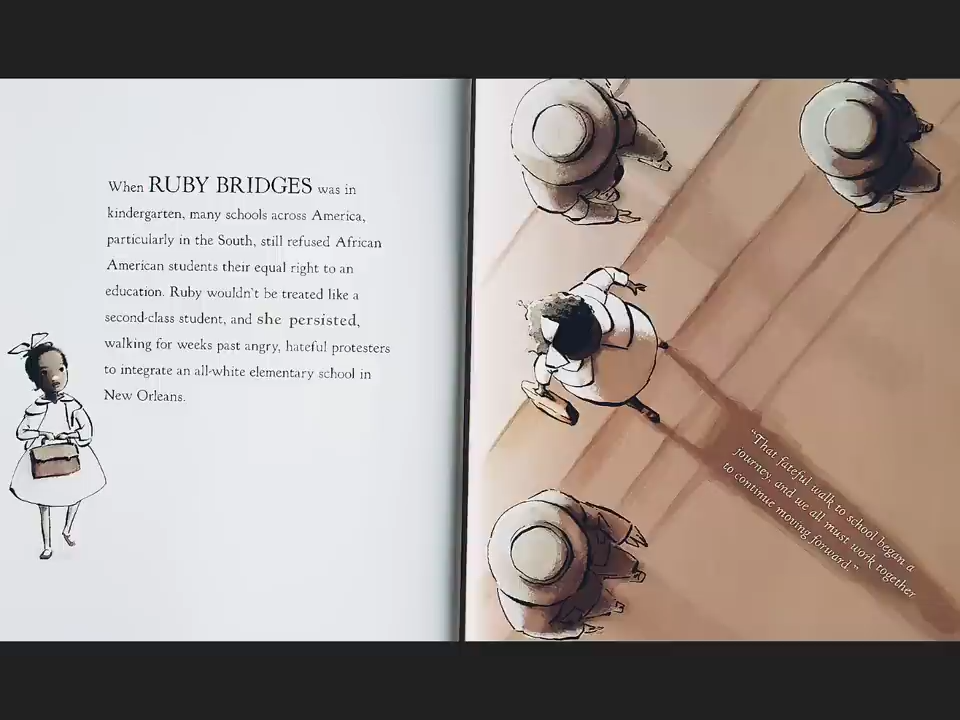 When RUBY BRIDGES was in
kindergarten, many schools across America,
particularly in the South, still refused African
American students their equal right to an
education. Ruby wouldn't be treated like a
second-class student, and she persisted,
walking for weeks past angry, hateful protesters
to integrate an all-white elementary school in
New Orleans.
"That fateful walk to school began a
journey, and we all must work together
to continue moving forward."